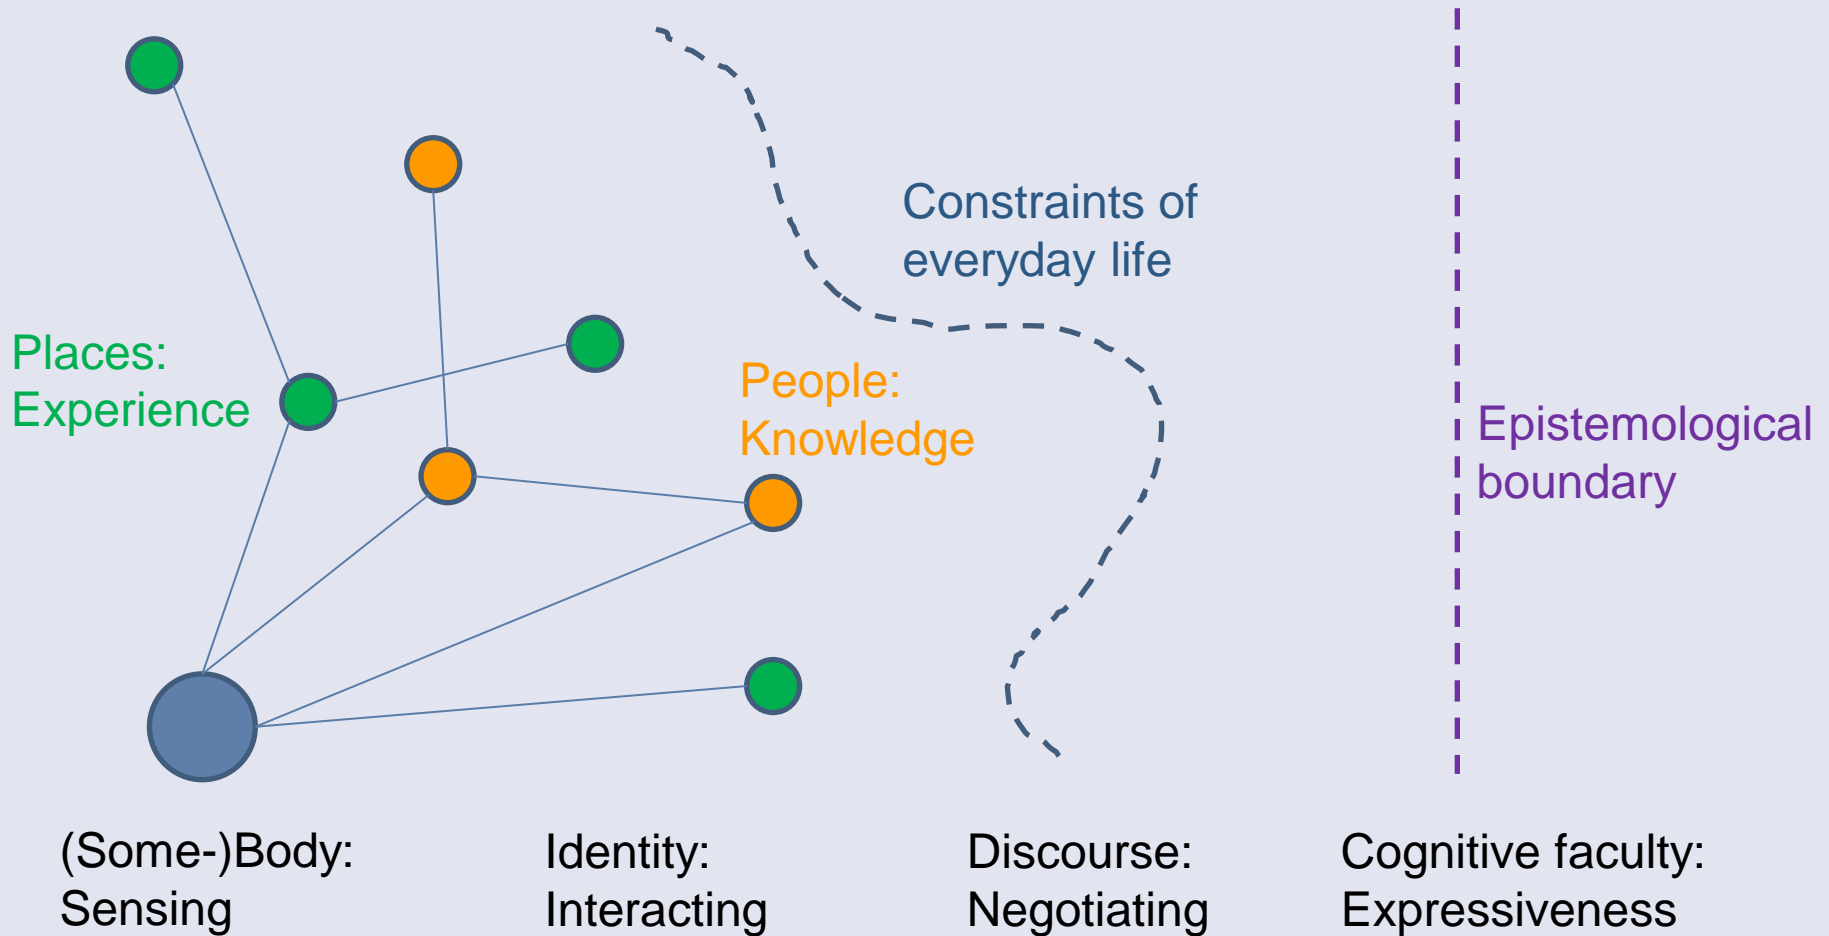 Constraints of
everyday life
Places:
Experience
People:
Knowledge
Epistemological
boundary
(Some-)Body:
Sensing
Identity:
Interacting
Discourse:
Negotiating
Cognitive faculty:
Expressiveness